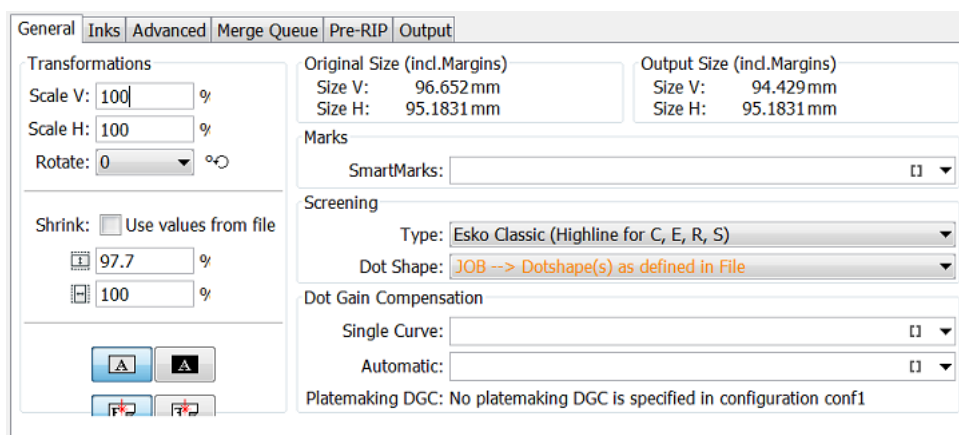 General Inks Advanced Merge Queue Pre-RIP Output
Transformations
Scale V: 100 %
Scale H: 100 %
Rotate: 0 °
Shrink: Use values from file
97.7 %
100 %
A A
Original Size (incl.Margins)
Size V: 96.652 mm
Size H: 95.1831 mm
Output Size (incl.Margins)
Size V: 94.429 mm
Size H: 95.1831 mm
Marks
SmartMarks: []
Screening
Type: Esko Classic (Highline for C, E, R, S)
Dot Shape: JOB --> Dotshape(s) as defined in File
Dot Gain Compensation
Single Curve: []
Automatic: []
Platemaking DGC: No platemaking DGC is specified in configuration conf1